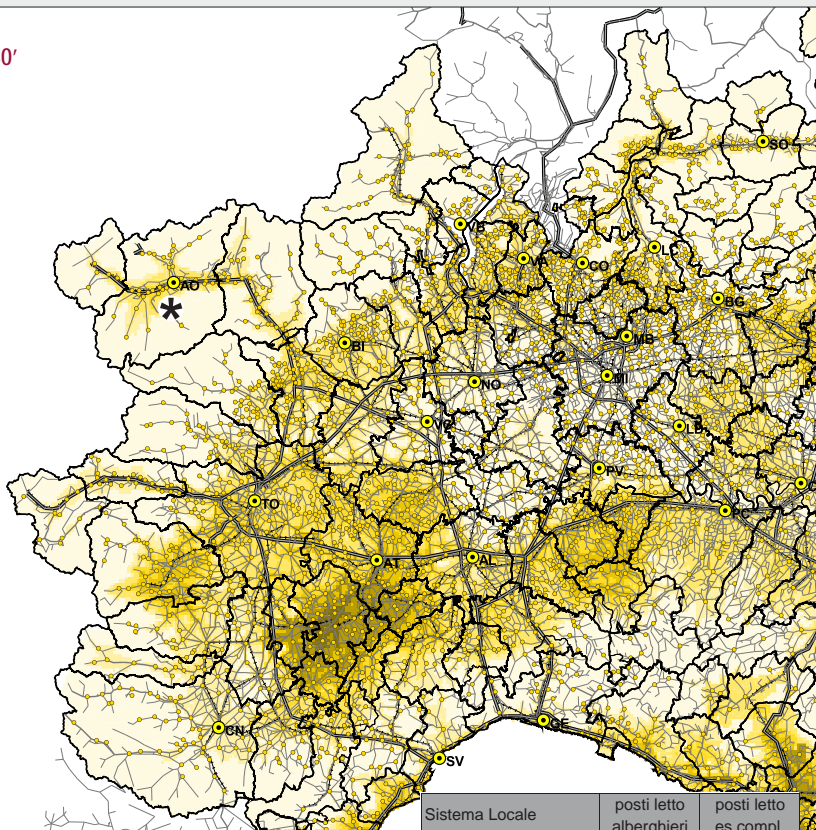 0′
SO
VB
VA
CO
LC
AO
*
BG
BI
MB
MI
NO
VC
LO
PV
TO
AT
AL
CN
GE
SV
Sistema Locale
posti letto
alberghieri
posti letto
es.compl.